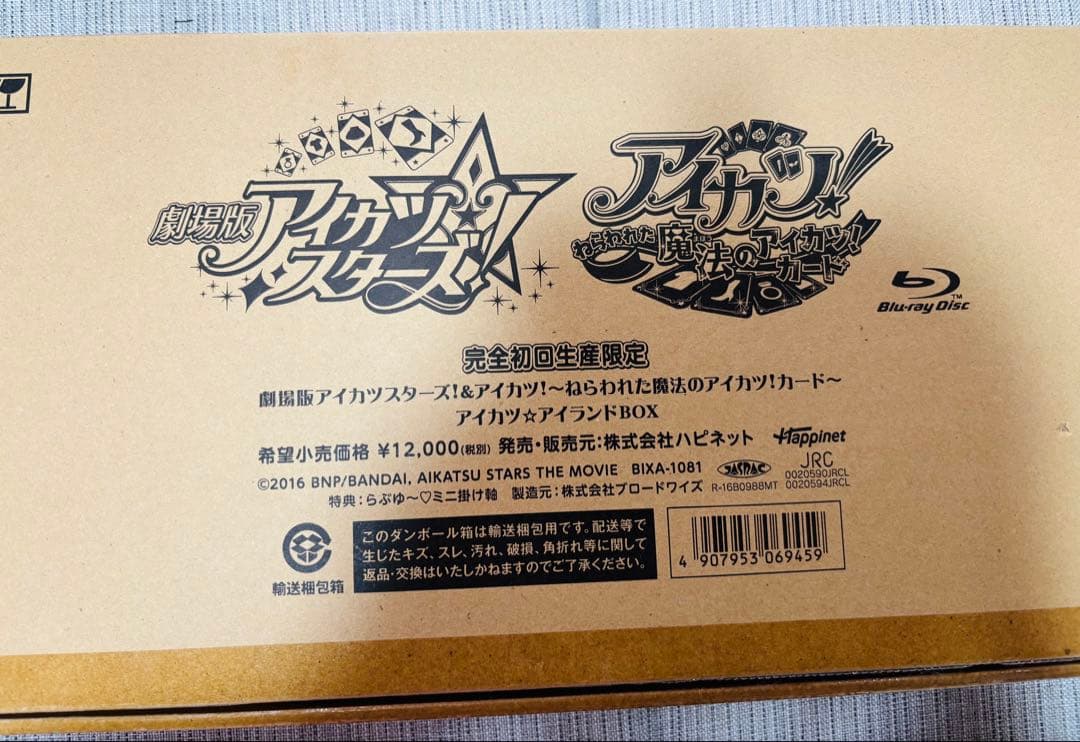 劇場版
アイカツ
スターズ!
アイカツ!
ねらわれた魔法のアイカツ!
カード
Blu-ray Disc™
完全初回生産限定
劇場版アイカツスターズ!&アイカツ!~ねらわれた魔法のアイカツ!カード~
アイカツ☆アイランドBOX
希望小売価格 ¥12,000(税別) 発売・販売元:株式会社ハピネット Happinet
©2016 BNP/BANDAI, AIKATSU STARS THE MOVIE BIXA-1081
JASRAC
R-16B0988MT
JRC
0020590JRCL
0020594JRCL
特典:らぶゆ~♡ミニ掛け軸 製造元:株式会社ブロードワイズ
輸送梱包箱
このダンボール箱は輸送梱包用です。配送等で
生じたキズ、スレ、汚れ、破損、角折れ等に関して
返品・交換はいたしかねますのでご了承ください。
4 907953 069459